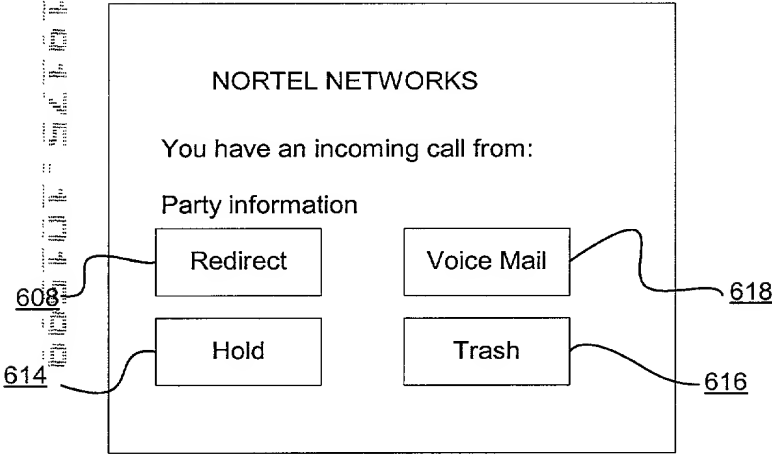 NORTEL NETWORKS
You have an incoming call from:
Party information
Redirect Voice Mail
608 618
Hold Trash
614 616